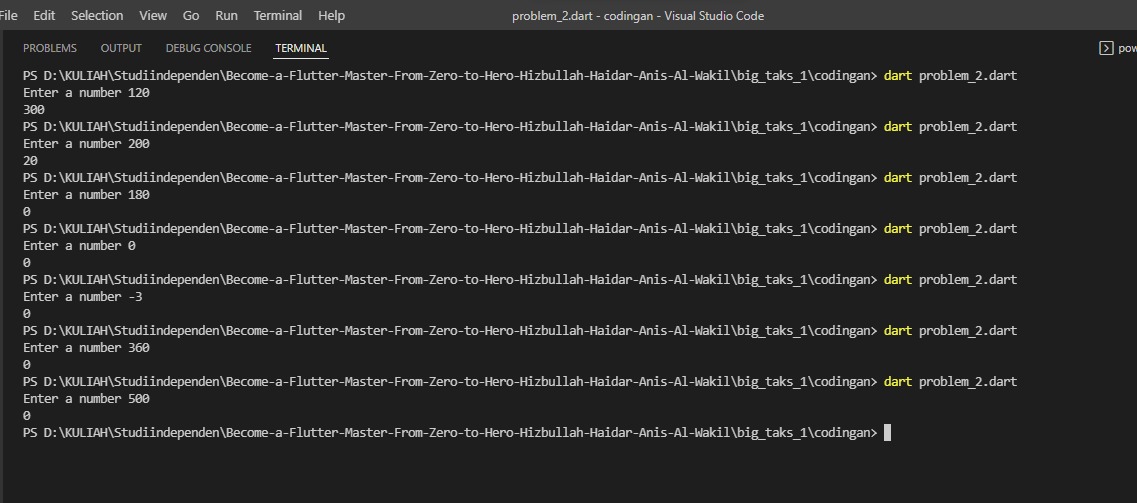 File Edit Selection View Go Run Terminal Help problem_2.dart - codingan - Visual Studio Code
PROBLEMS OUTPUT DEBUG CONSOLE TERMINAL pow
PS D:\KULIAH\Studiindependen\Become-a-Flutter-Master-From-Zero-to-Hero-Hizbullah-Haidar-Anis-Al-Wakil\big_taks_1\codingan> dart problem_2.dart
Enter a number 120
300
PS D:\KULIAH\Studiindependen\Become-a-Flutter-Master-From-Zero-to-Hero-Hizbullah-Haidar-Anis-Al-Wakil\big_taks_1\codingan> dart problem_2.dart
Enter a number 200
20
PS D:\KULIAH\Studiindependen\Become-a-Flutter-Master-From-Zero-to-Hero-Hizbullah-Haidar-Anis-Al-Wakil\big_taks_1\codingan> dart problem_2.dart
Enter a number 180
0
PS D:\KULIAH\Studiindependen\Become-a-Flutter-Master-From-Zero-to-Hero-Hizbullah-Haidar-Anis-Al-Wakil\big_taks_1\codingan> dart problem_2.dart
Enter a number 0
0
PS D:\KULIAH\Studiindependen\Become-a-Flutter-Master-From-Zero-to-Hero-Hizbullah-Haidar-Anis-Al-Wakil\big_taks_1\codingan> dart problem_2.dart
Enter a number -3
0
PS D:\KULIAH\Studiindependen\Become-a-Flutter-Master-From-Zero-to-Hero-Hizbullah-Haidar-Anis-Al-Wakil\big_taks_1\codingan> dart problem_2.dart
Enter a number 360
0
PS D:\KULIAH\Studiindependen\Become-a-Flutter-Master-From-Zero-to-Hero-Hizbullah-Haidar-Anis-Al-Wakil\big_taks_1\codingan> dart problem_2.dart
Enter a number 500
0
PS D:\KULIAH\Studiindependen\Become-a-Flutter-Master-From-Zero-to-Hero-Hizbullah-Haidar-Anis-Al-Wakil\big_taks_1\codingan>